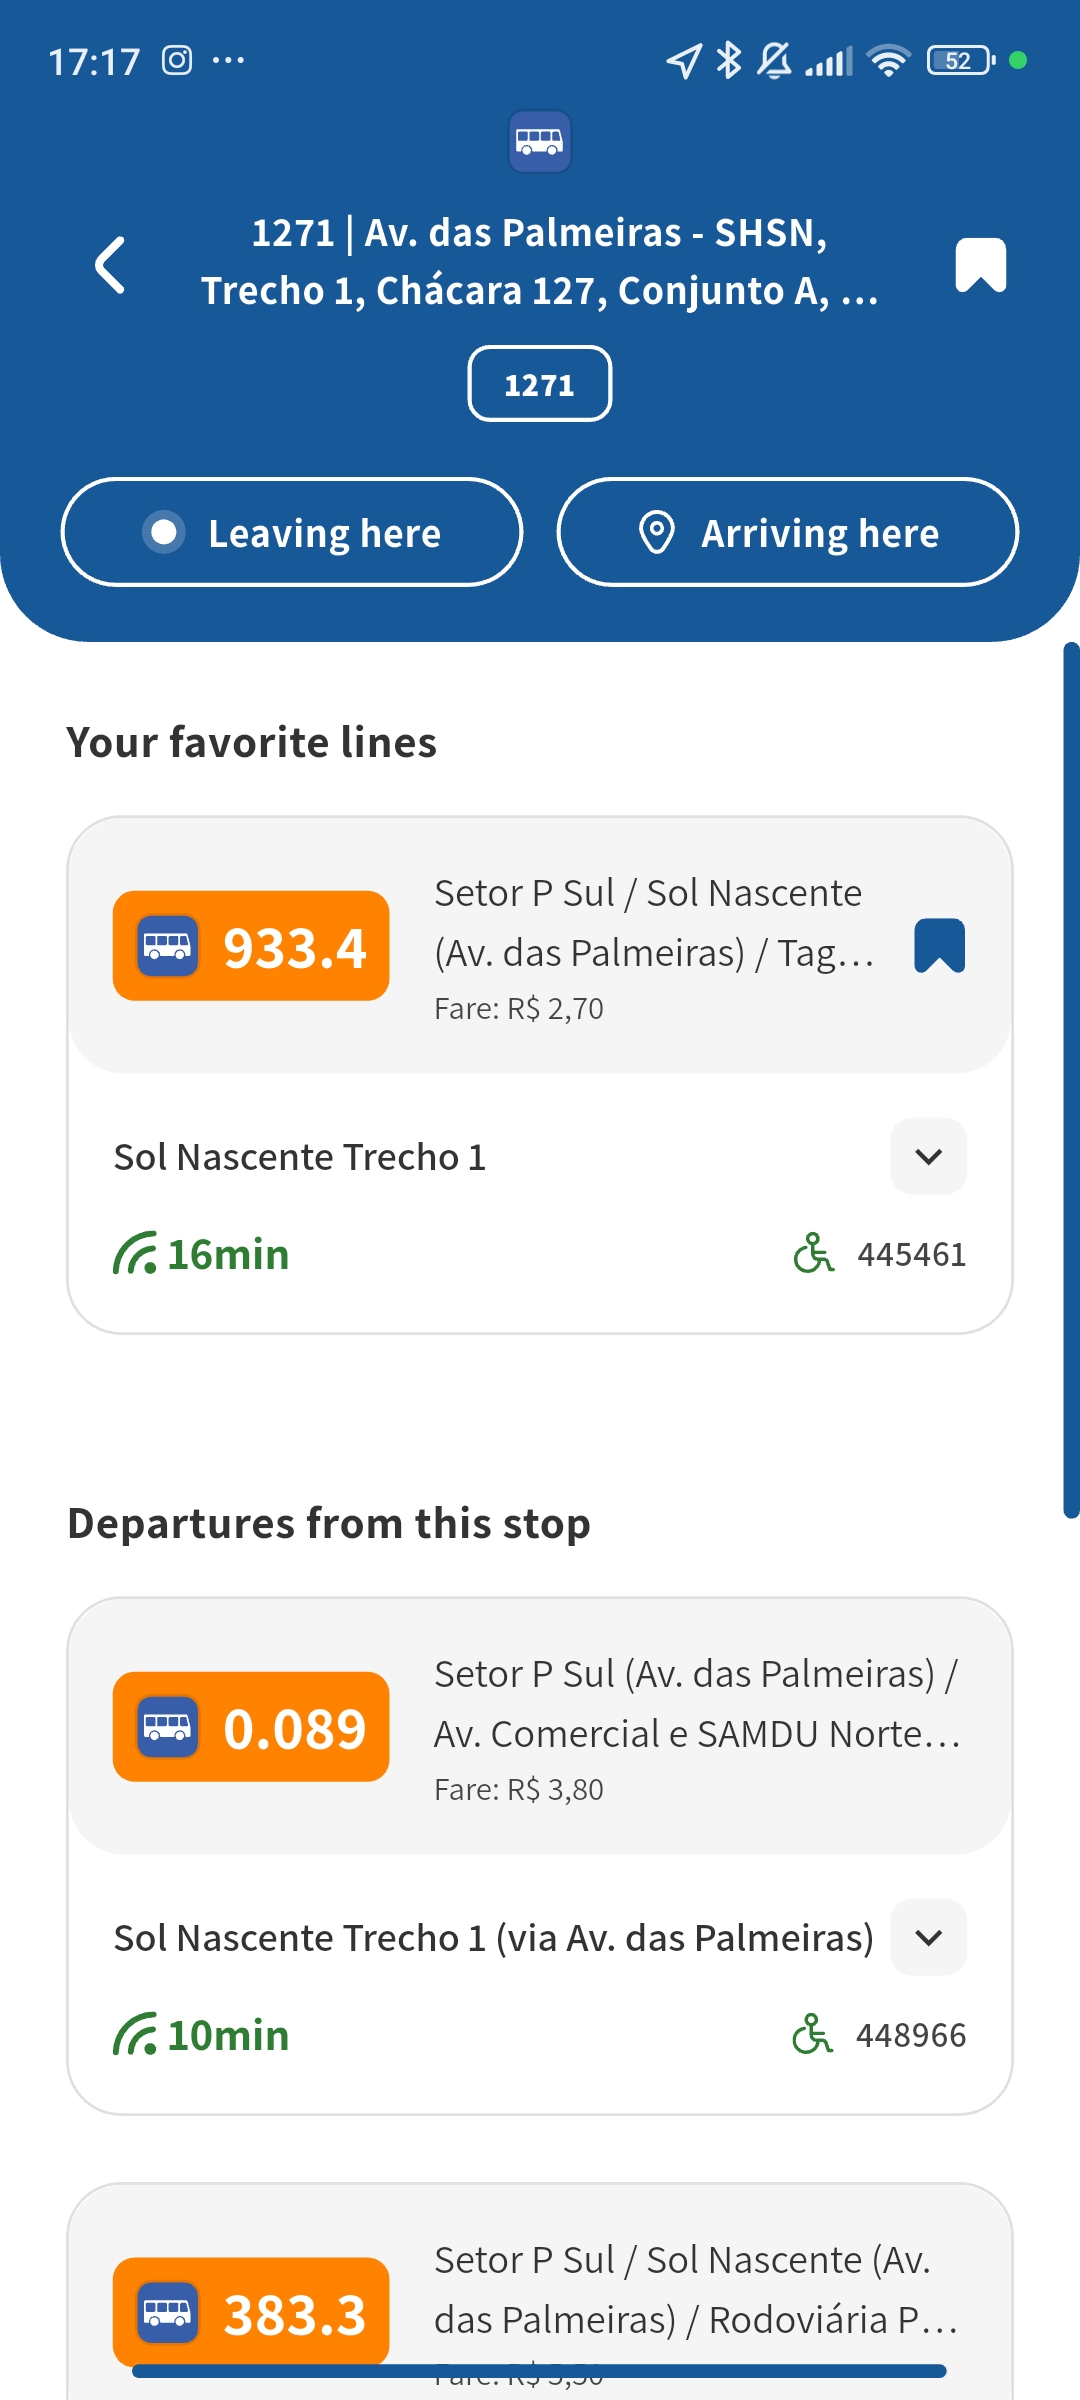 17:17
52
1271 | Av. das Palmeiras - SHSN,
Trecho 1, Chácara 127, Conjunto A, ...
1271
Leaving here
Arriving here
Your favorite lines
933.4
Setor P Sul / Sol Nascente
(Av. das Palmeiras) / Tag...
Fare: R$ 2,70
Sol Nascente Trecho 1
16min
445461
Departures from this stop
0.089
Setor P Sul (Av. das Palmeiras) /
Av. Comercial e SAMDU Norte...
Fare: R$ 3,80
Sol Nascente Trecho 1 (via Av. das Palmeiras)
10min
448966
383.3
Setor P Sul / Sol Nascente (Av.
das Palmeiras) / Rodoviária P...
Fare: R$ 5,50